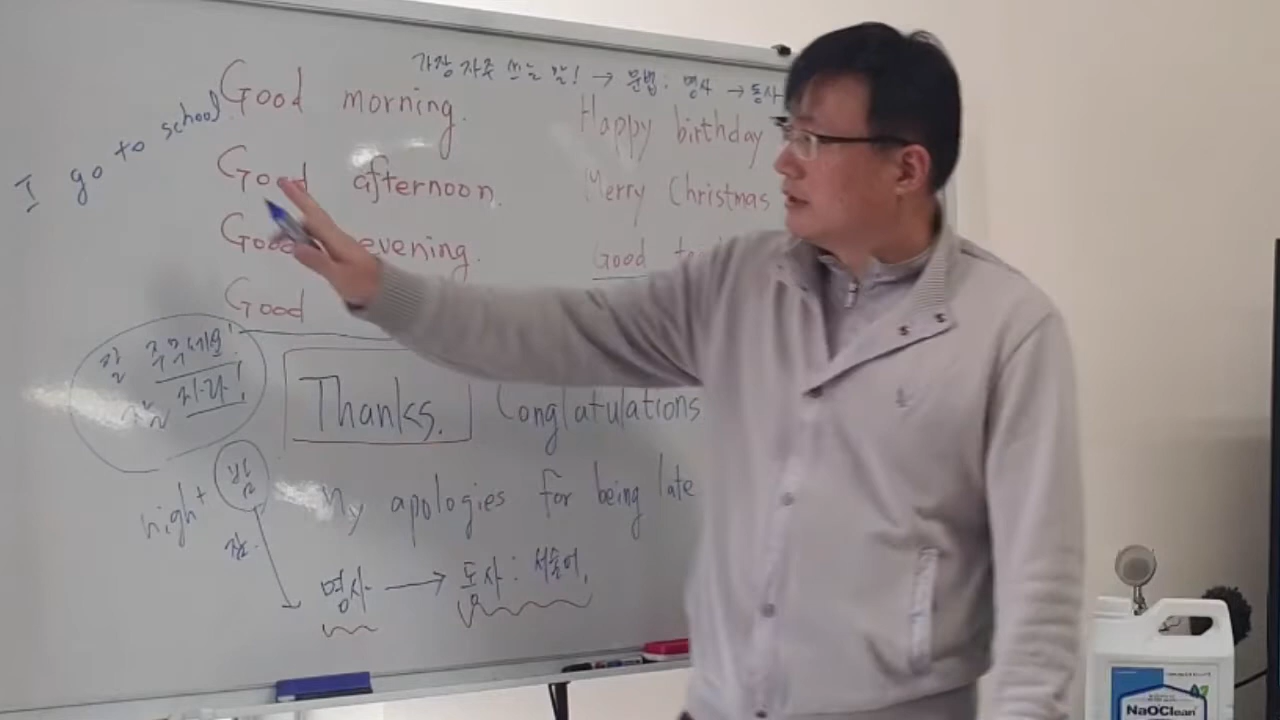 가장 자주 쓰는 말! → 문법: 명사 → 동사
I go to school.
Good morning.
Good afternoon.
Good evening.
Good
Happy birthday
Merry Christmas
Good
잘 주무세요!
자라!
Thanks. Conglatulations
night 밤
my apologies for being late
잠.
명사 → 동사: 서술어,
NaOClean